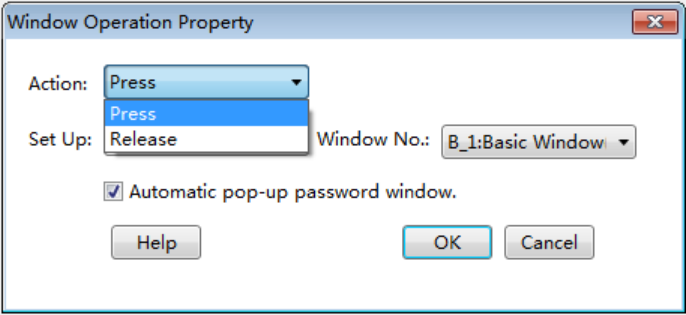 Window Operation Property
Action: Press
Press
Set Up: Release Window No.: B_1:Basic Window
Automatic pop-up password window.
Help OK Cancel